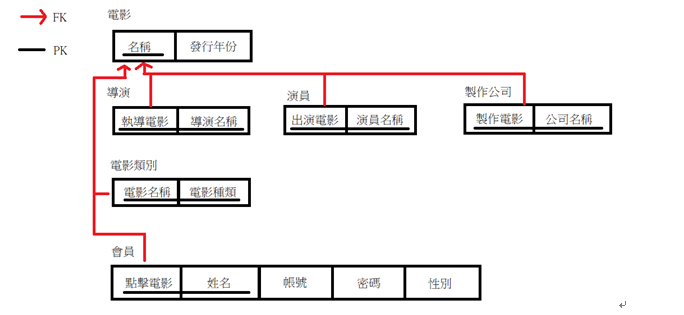 FK
電影
PK
名稱 發行年份
導演 演員 製作公司
執導電影 導演名稱 出演電影 演員名稱 製作電影 公司名稱
電影類別
電影名稱 電影種類
會員
點擊電影 姓名 帳號 密碼 性別